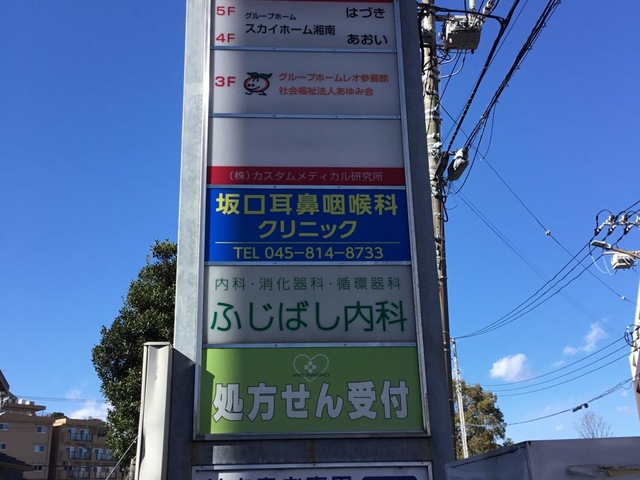 5F グループホーム はづき
4F スカイホーム湘南 あおい
3F グループホームレオ参番館
社会福祉法人あゆみ会
(株)カスタムメディカル研究所
坂口耳鼻咽喉科
クリニック
TEL 045-814-8733
内科・消化器科・循環器科
ふじばし内科
処方せん受付